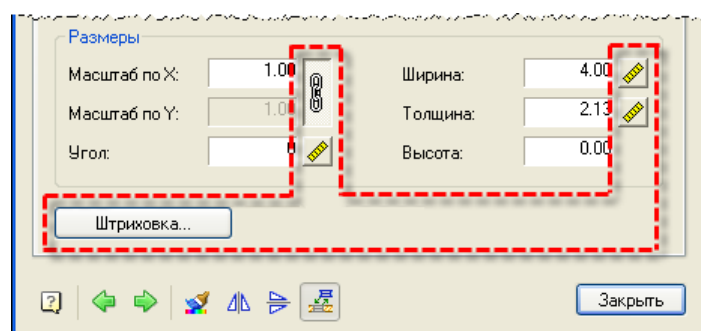 Размеры
Масштаб по X: 1.00
Ширина: 4.00
Масштаб по Y: 1.00
Толщина: 2.13
Угол: 0
Высота: 0.00
Штриховка...
?
Закрыть